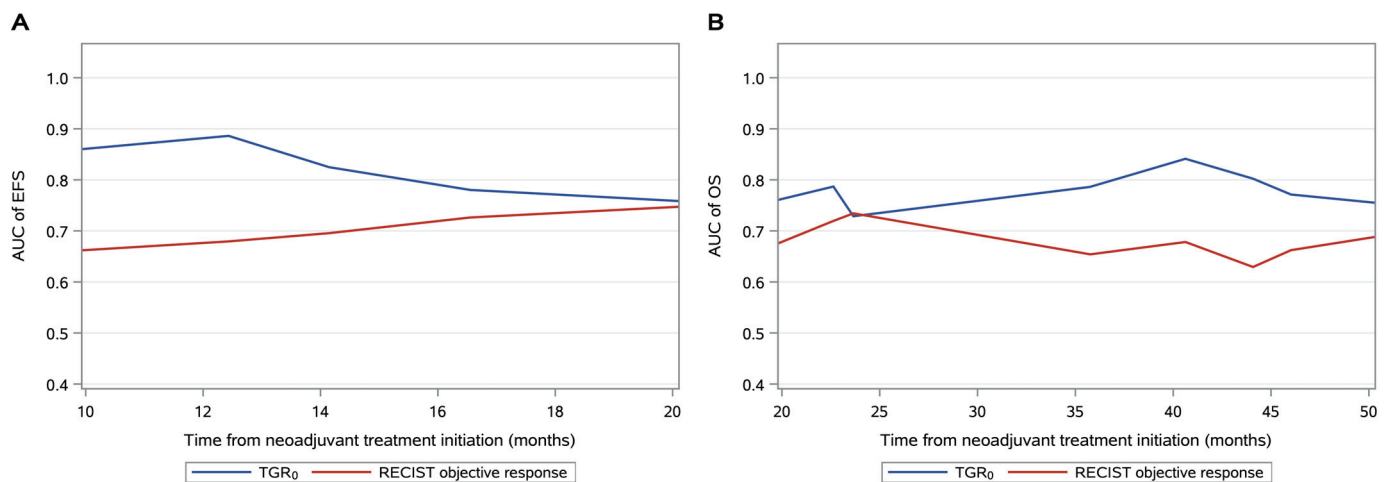 A
AUC of EFS
1.0
0.9
0.8
0.7
0.6
0.5
0.4
10 12 14 16 18 20
Time from neoadjuvant treatment initiation (months)
TGR₀ RECIST objective response
B
AUC of OS
1.0
0.9
0.8
0.7
0.6
0.5
0.4
20 25 30 35 40 45 50
Time from neoadjuvant treatment initiation (months)
TGR₀ RECIST objective response